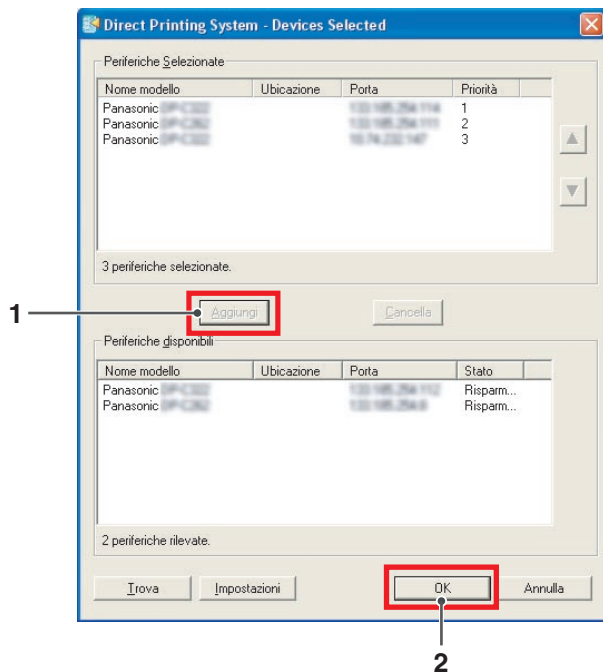 Direct Printing System - Devices Selected
Periferiche Selezionate
Nome modello Ubicazione Porta Priorità
Panasonic 1
Panasonic 2
Panasonic 3
3 periferiche selezionate.
1
Aggiungi Cancella
Periferiche disponibili
Nome modello Ubicazione Porta Stato
Panasonic Risparm...
Panasonic Risparm...
2 periferiche rilevate.
Trova Impostazioni OK Annulla
2